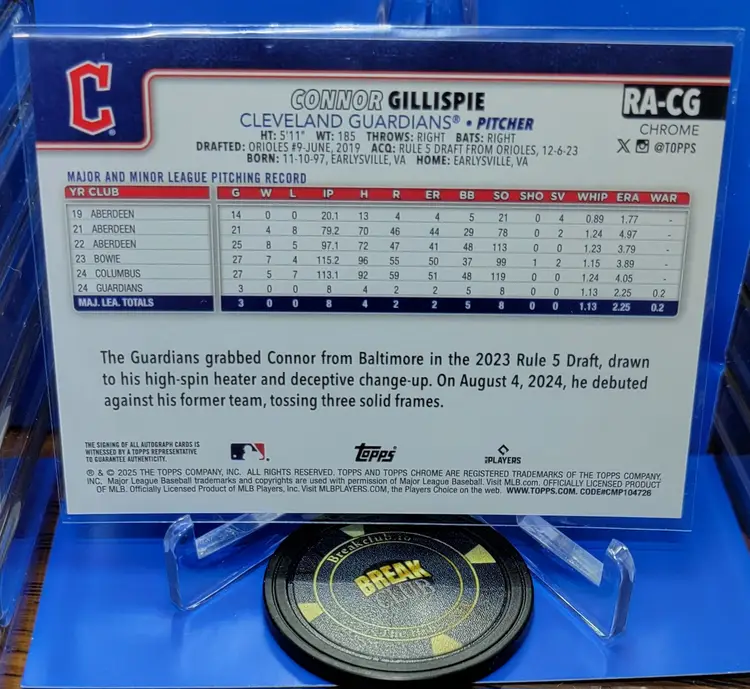 C
CONNOR GILLISPIE
CLEVELAND GUARDIANS® • PITCHER
HT: 5'11" WT: 185 THROWS: RIGHT BATS: RIGHT
DRAFTED: ORIOLES #9-JUNE, 2019 ACQ: RULE 5 DRAFT FROM ORIOLES, 12-6-23
BORN: 11-10-97, EARLYSVILLE, VA HOME: EARLYSVILLE, VA
RA-CG
CHROME
X @TOPPS
MAJOR AND MINOR LEAGUE PITCHING RECORD
YR CLUB G W L IP H R ER BB SO SHO SV WHIP ERA WAR
19 ABERDEEN 14 0 0 20.1 13 4 4 5 21 0 4 0.89 1.77 -
21 ABERDEEN 21 4 8 79.2 70 46 44 29 78 0 2 1.24 4.97 -
22 ABERDEEN 25 8 5 97.1 72 47 41 48 113 0 0 1.23 3.79 -
23 BOWIE 27 7 4 115.2 96 55 50 37 99 1 2 1.15 3.89 -
24 COLUMBUS 27 5 7 113.1 92 59 51 48 119 0 0 1.24 4.05 -
24 GUARDIANS 3 0 0 8 4 2 2 5 8 0 0 1.13 2.25 0.2
MAJ. LEA. TOTALS 3 0 0 8 4 2 2 5 8 0 0 1.13 2.25 0.2
The Guardians grabbed Connor from Baltimore in the 2023 Rule 5 Draft, drawn
to his high-spin heater and deceptive change-up. On August 4, 2024, he debuted
against his former team, tossing three solid frames.
THE SIGNING OF ALL AUTOGRAPH CARDS IS
WITNESSED BY A TOPPS REPRESENTATIVE
TO GUARANTEE AUTHENTICITY.
TOPPS
PLAYERS
® & © 2025 THE TOPPS COMPANY, INC. ALL RIGHTS RESERVED. TOPPS AND TOPPS CHROME ARE REGISTERED TRADEMARKS OF THE TOPPS COMPANY,
INC. Major League Baseball trademarks and copyrights are used with permission of Major League Baseball. Visit MLB.com. OFFICIALLY LICENSED PRODUCT
OF MLB. Officially Licensed Product of MLB Players, Inc. Visit MLBPLAYERS.COM, the Players Choice on the web. WWW.TOPPS.COM. CODE#CMP104726
Breakclub.io
BREAK
CLUB